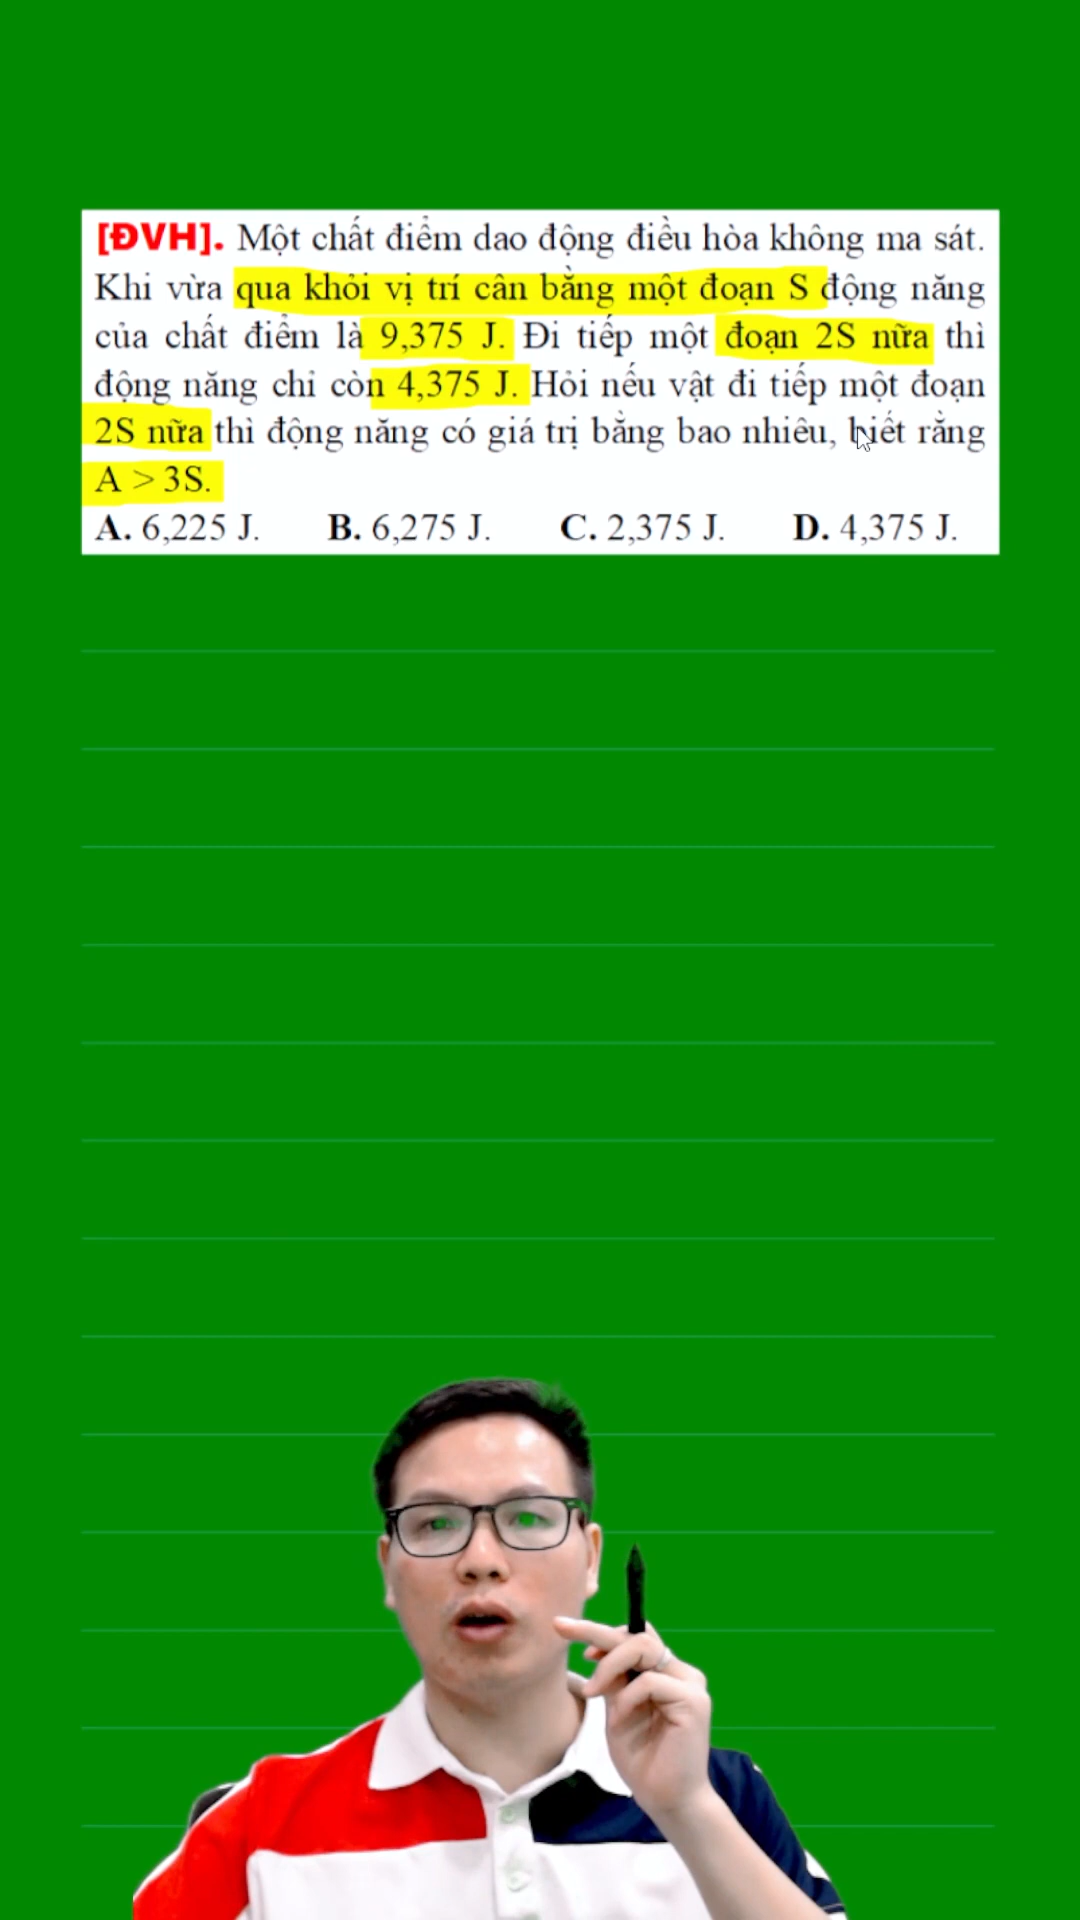 [ĐVH]. Một chất điểm dao động điều hòa không ma sát.
Khi vừa qua khỏi vị trí cân bằng một đoạn S động năng
của chất điểm là 9,375 J. Đi tiếp một đoạn 2S nữa thì
động năng chỉ còn 4,375 J. Hỏi nếu vật đi tiếp một đoạn
2S nữa thì động năng có giá trị bằng bao nhiêu, biết rằng
A > 3S.
A. 6,225 J. B. 6,275 J. C. 2,375 J. D. 4,375 J.